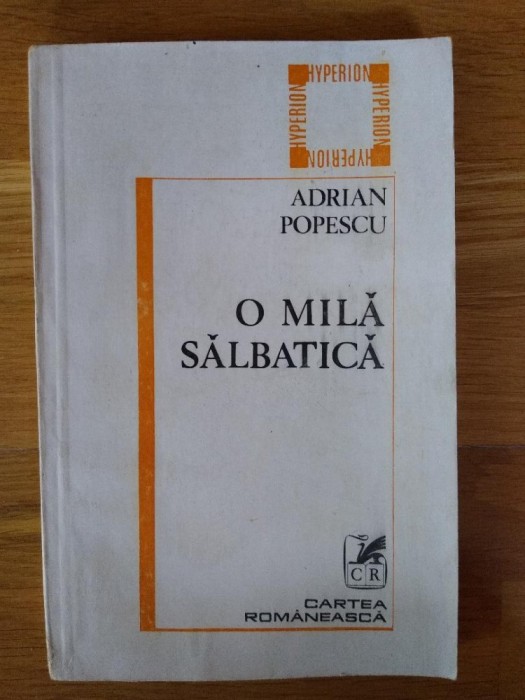 HYPERION
HYPERION
HYPERION
HYPERION
ADRIAN
POPESCU
O MILĂ
SĂLBATICĂ
CR
CARTEA
ROMÂNEASCĂ